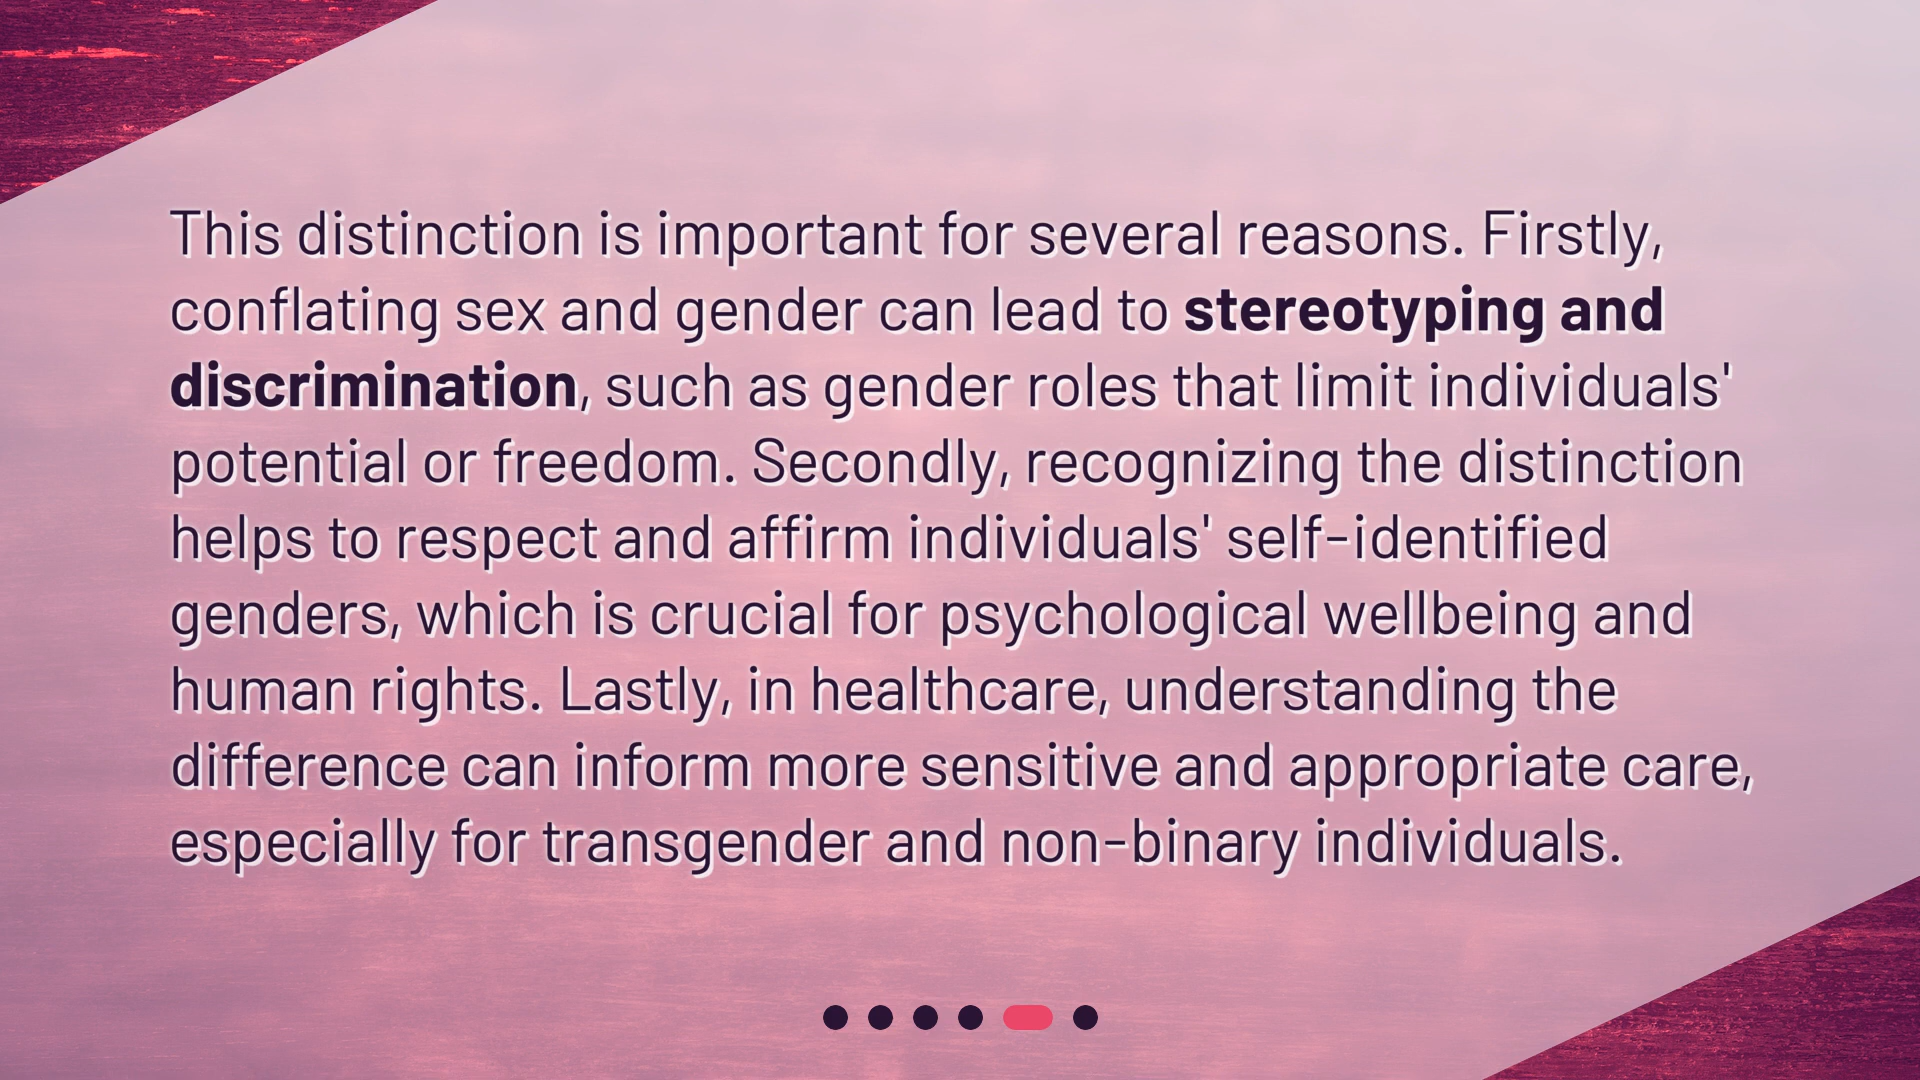 This distinction is important for several reasons. Firstly,
conflating sex and gender can lead to stereotyping and
discrimination, such as gender roles that limit individuals'
potential or freedom. Secondly, recognizing the distinction
helps to respect and affirm individuals' self-identified
genders, which is crucial for psychological wellbeing and
human rights. Lastly, in healthcare, understanding the
difference can inform more sensitive and appropriate care,
especially for transgender and non-binary individuals.